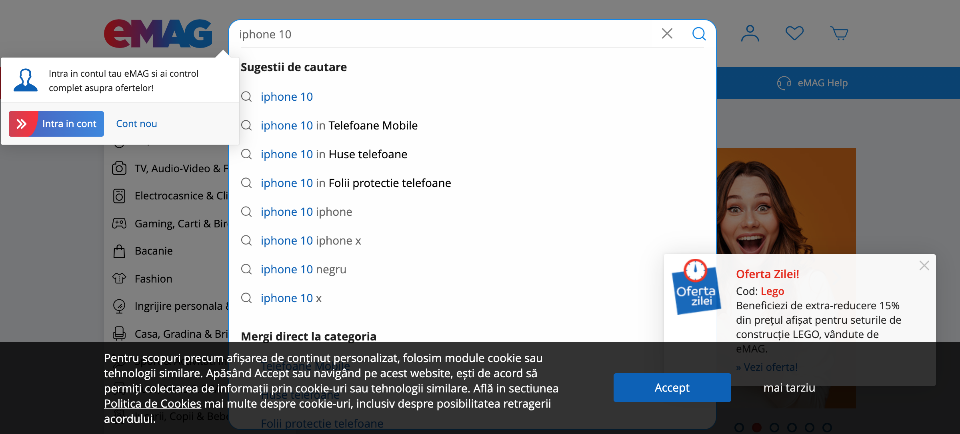 eMAG
iphone 10
Sugestii de cautare
Intra in contul tau eMAG si ai control
complet asupra ofertelor!
Intra in cont
Cont nou
eMAG Help
iphone 10
iphone 10 in Telefoane Mobile
iphone 10 in Huse telefoane
iphone 10 in Folii protectie telefoane
iphone 10 iphone
iphone 10 iphone x
iphone 10 negru
iphone 10 x
TV, Audio-Video & F
Electrocasnice & Cli
Gaming, Carti & Bir
Bacanie
Fashion
Ingrijire personala &
Casa, Gradina & Bri
Mergi direct la categoria
Telefoane Mobile
Huse telefoane
Folii protectie telefoane
Oferta
zilei
Oferta Zilei!
Cod: Lego
Beneficiezi de extra-reducere 15%
din prețul afișat pentru seturile de
construcție LEGO, vândute de
eMAG.
» Vezi oferta!
Pentru scopuri precum afișarea de conținut personalizat, folosim module cookie sau
tehnologii similare. Apăsând Accept sau navigând pe acest website, ești de acord să
permiți colectarea de informații prin cookie-uri sau tehnologii similare. Află in sectiunea
Politica de Cookies mai multe despre cookie-uri, inclusiv despre posibilitatea retragerii
acordului.
Accept
mai tarziu